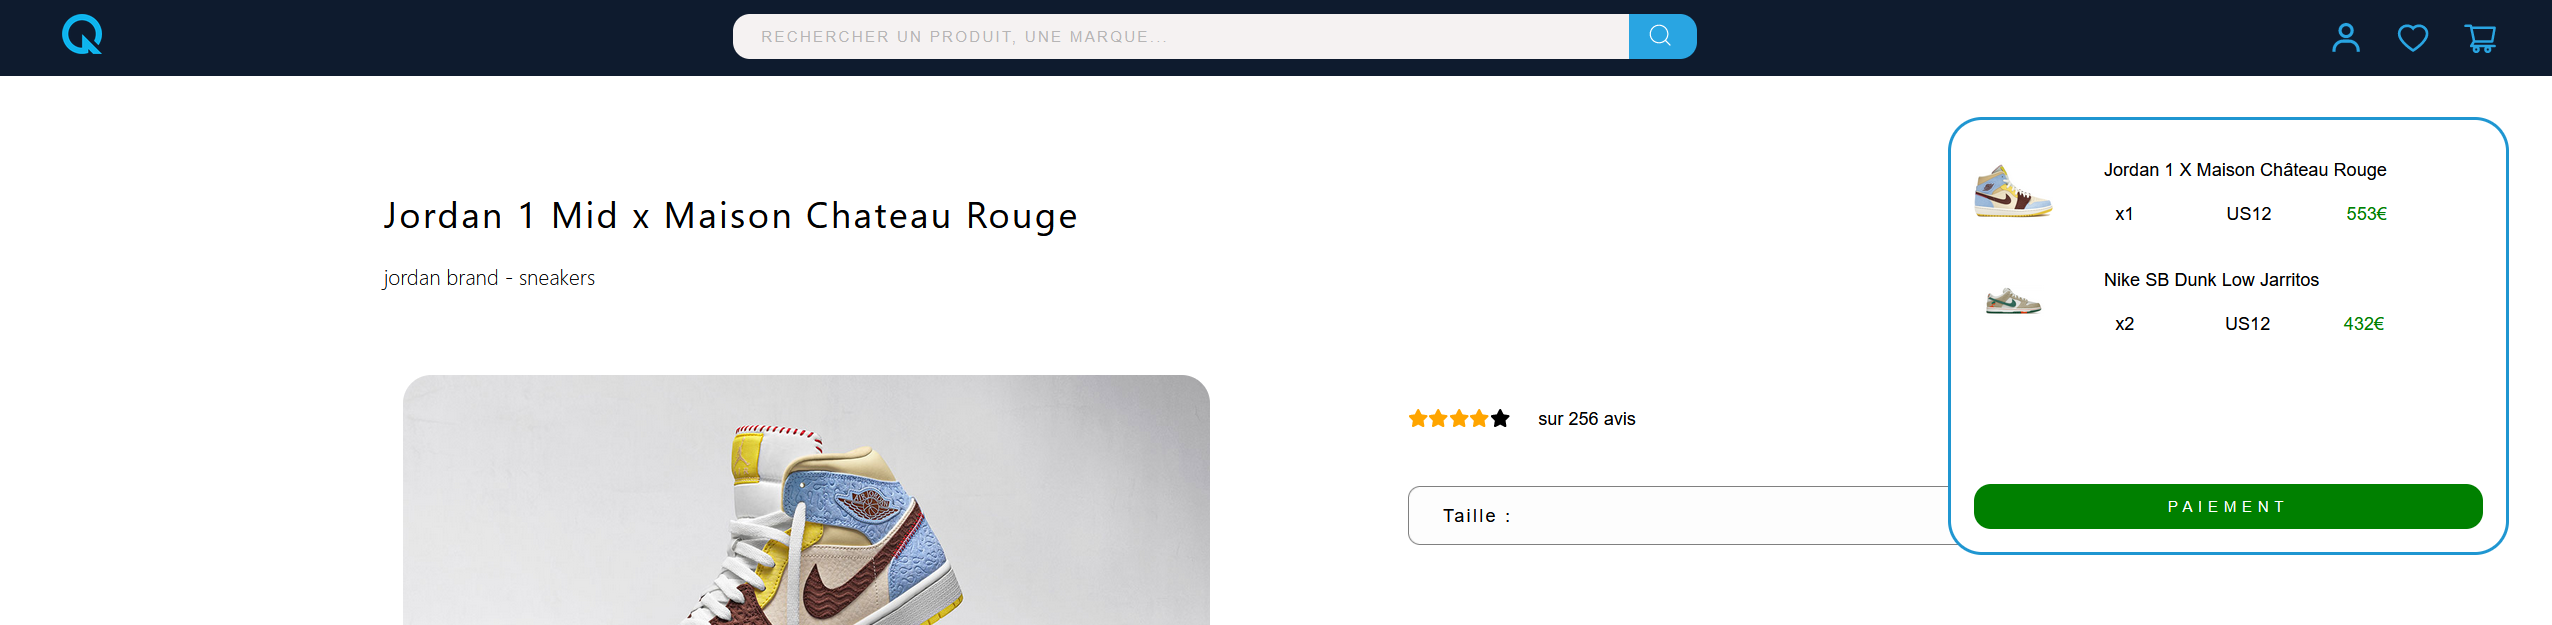 RECHERCHER UN PRODUIT, UNE MARQUE...
Jordan 1 Mid x Maison Chateau Rouge
jordan brand - sneakers
sur 256 avis
Taille :
Jordan 1 X Maison Château Rouge
x1 US12 553€
Nike SB Dunk Low Jarritos
x2 US12 432€
PAIEMENT